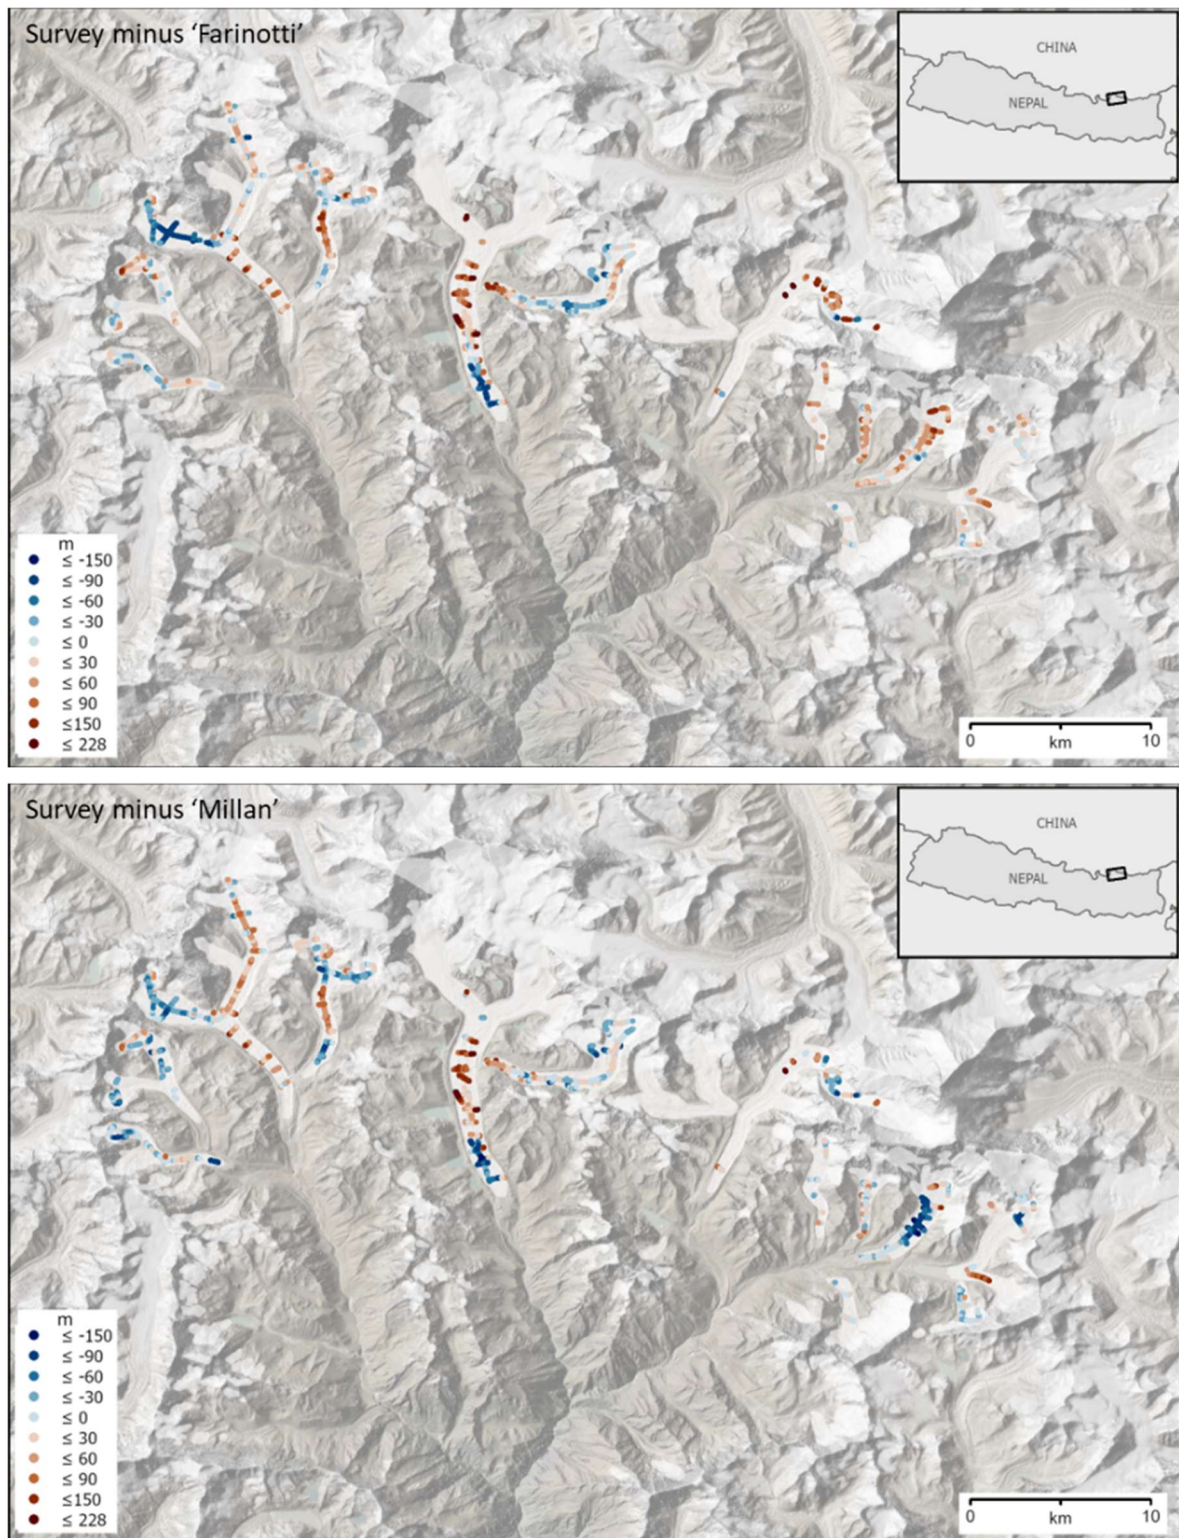 Survey minus ‘Farinotti’
CHINA
NEPAL
m
≤ -150
≤ -90
≤ -60
≤ -30
≤ 0
≤ 30
≤ 60
≤ 90
≤150
≤ 228
0 10
km
Survey minus ‘Millan’
CHINA
NEPAL
m
≤ -150
≤ -90
≤ -60
≤ -30
≤ 0
≤ 30
≤ 60
≤ 90
≤150
≤ 228
0 10
km